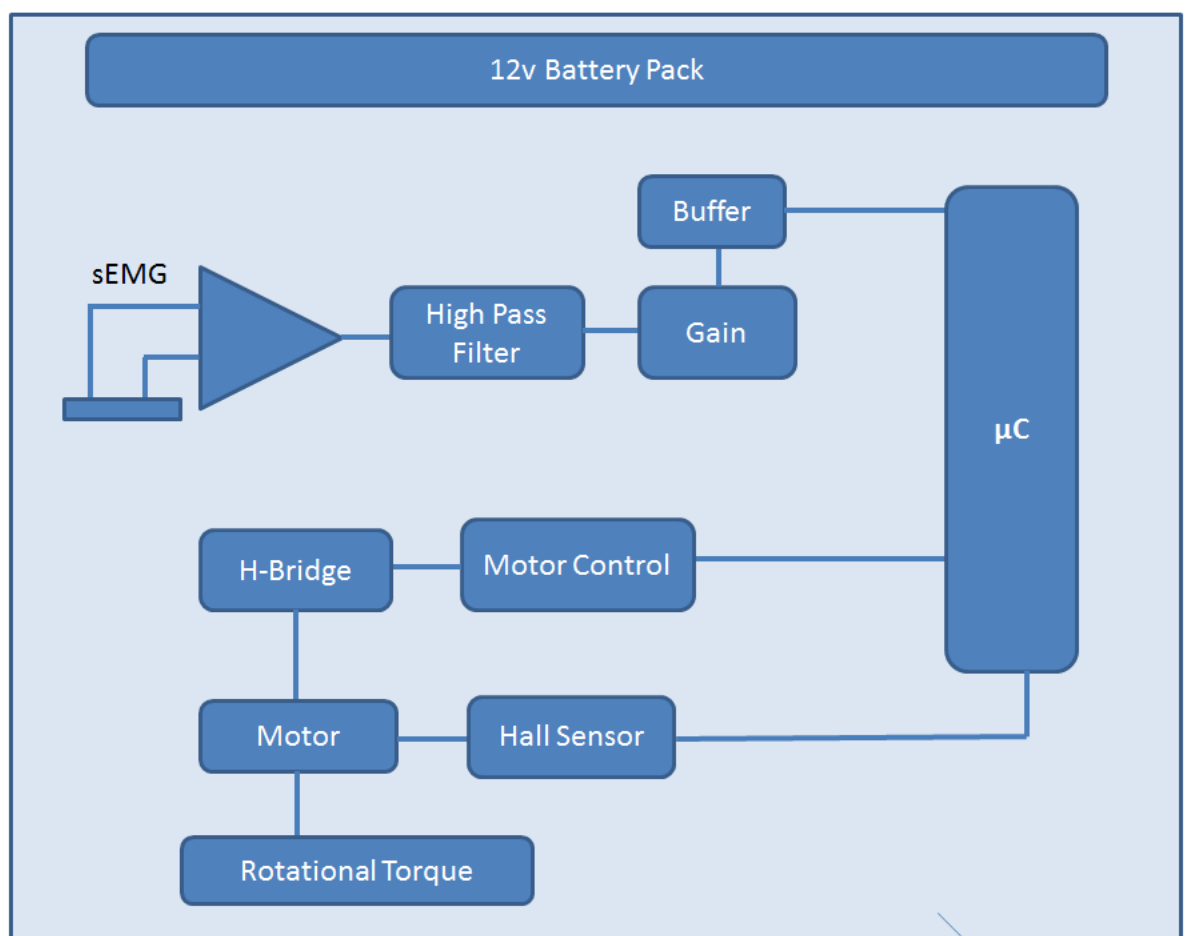 12v Battery Pack
Buffer
sEMG
High Pass
Filter
Gain
µC
H-Bridge
Motor Control
Motor
Hall Sensor
Rotational Torque